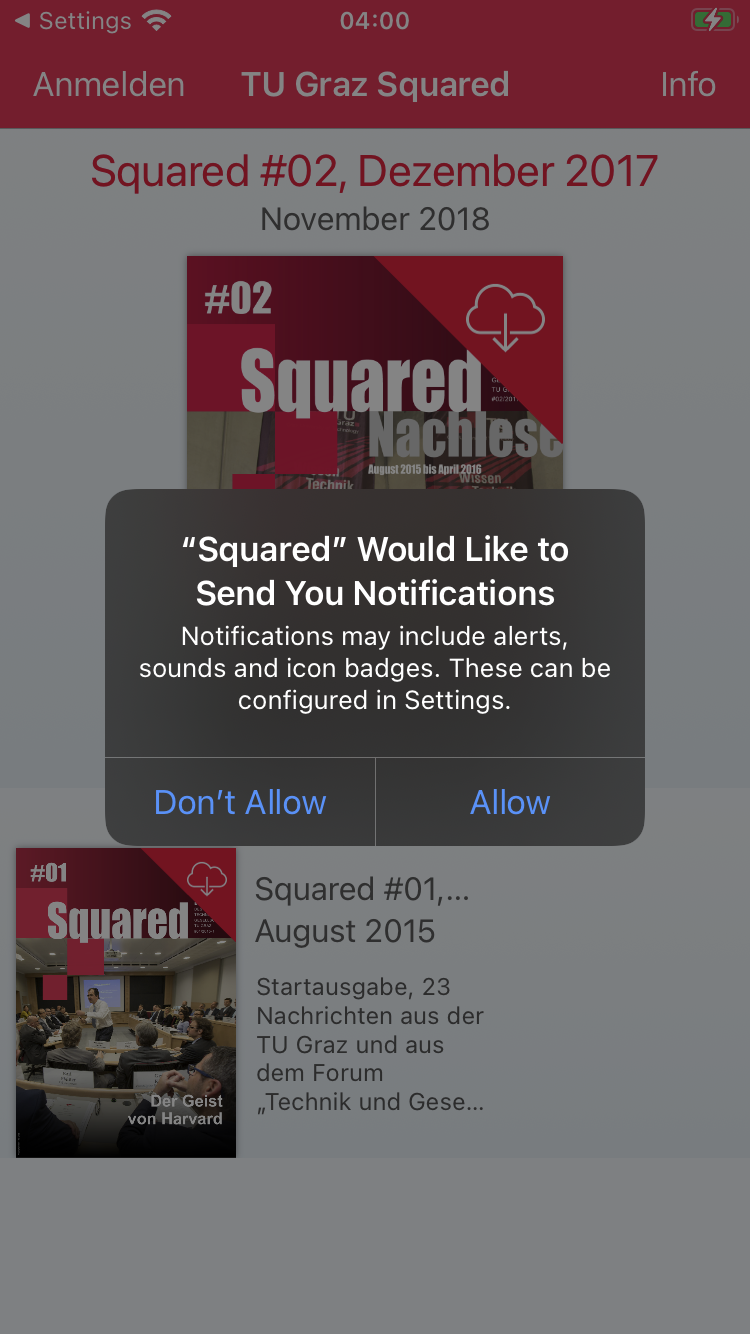 Settings
04:00
Anmelden
TU Graz Squared
Info
Squared #02, Dezember 2017
November 2018
#02
Squared
Nachlese
August 2015 bis April 2016
Technik
Wissen
“Squared” Would Like to
Send You Notifications
Notifications may include alerts,
sounds and icon badges. These can be
configured in Settings.
Don’t Allow
Allow
#01
Squared
Der Geist
von Harvard
Squared #01,...
August 2015
Startausgabe, 23
Nachrichten aus der
TU Graz und aus
dem Forum
„Technik und Gese...